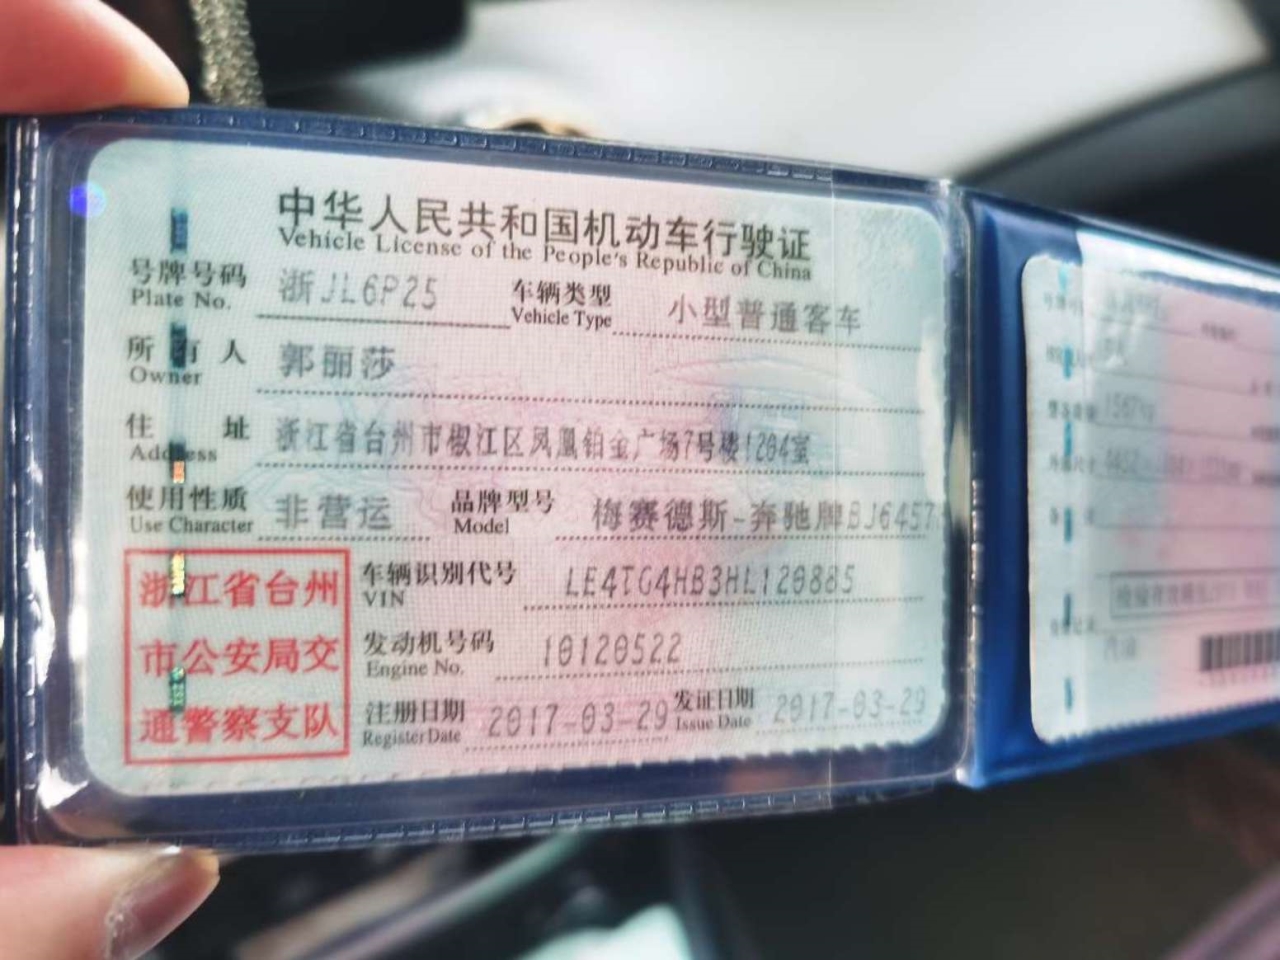 中华人民共和国机动车行驶证
Vehicle License of the People's Republic of China
号牌号码 浙JL6P25 车辆类型 小型普通客车
Plate No. Vehicle Type
所有人 郭丽莎
Owner
住址 浙江省台州市椒江区凤凰铂金广场7号楼1204室
Address
使用性质 非营运 品牌型号 梅赛德斯-奔驰牌BJ6457
Use Character Model
浙江省台州
市公安局交
通警察支队
车辆识别代号 LE4TG4HB3HL120885
VIN
发动机号码 10120522
Engine No.
注册日期 2017-03-29 发证日期 2017-03-29
Register Date Issue Date